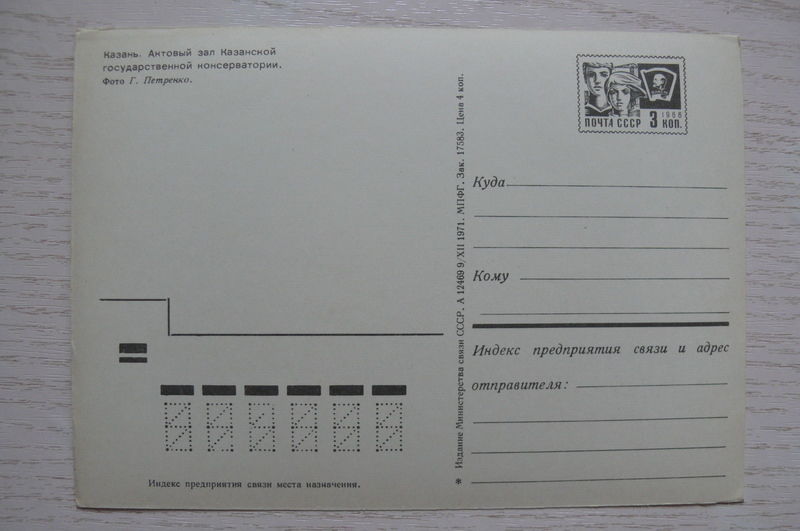 Казань. Актовый зал Казанской
государственной консерватории.
Фото Г. Петренко.
1966
ПОЧТА СССР 3 КОП.
Куда
Кому
Индекс предприятия связи и адрес
отправителя:
* Издание Министерства связи СССР. А 12469 9/XII 1971. МПФГ. Зак. 17583. Цена 4 коп.
Индекс предприятия связи места назначения.